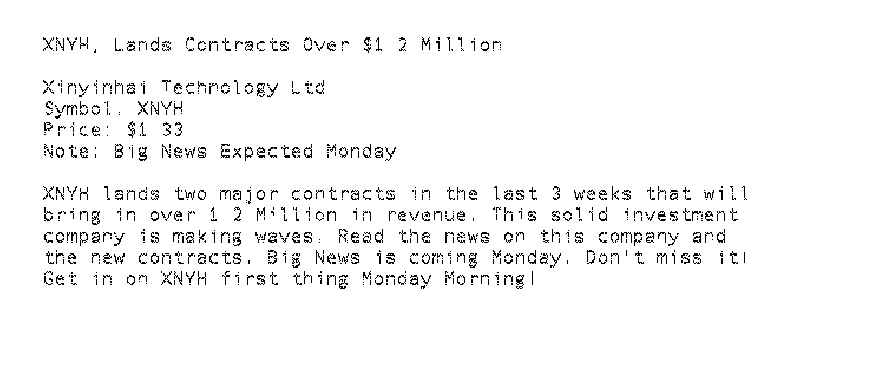 XNYH, Lands Contracts Over $1 2 Million
Xinyinhai Technology Ltd
Symbol. XNYH
Price: $1 33
Note: Big News Expected Monday
XNYH lands two major contracts in the last 3 weeks that will
bring in over 1 2 Million in revenue. This solid investment
company is making waves. Read the news on this company and
the new contracts. Big News is coming Monday. Don't miss it!
Get in on XNYH first thing Monday Morning!